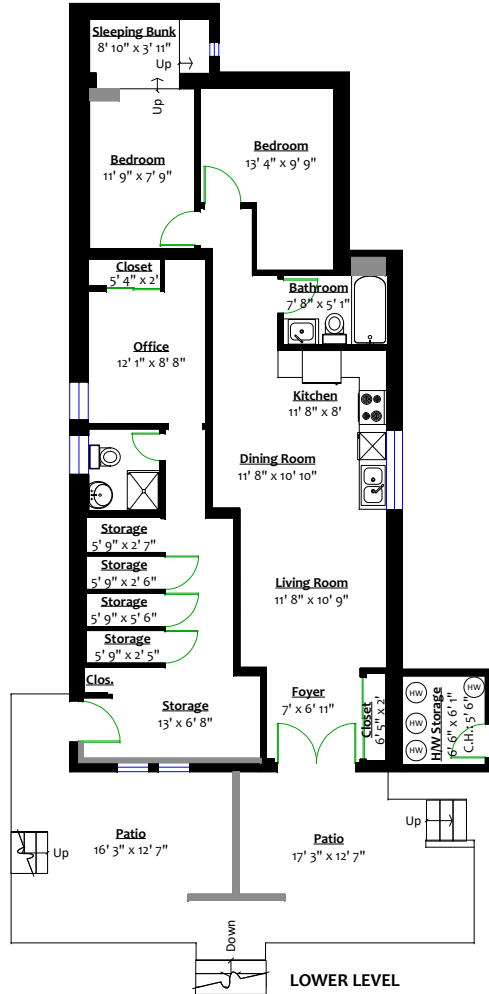 Sleeping Bunk
8' 10" x 3' 11"
Up
Up
Bedroom
11' 9" x 7' 9"
Bedroom
13' 4" x 9' 9"
Closet
5' 4" x 2'
Bathroom
7' 8" x 5' 1"
Office
12' 1" x 8' 8"
Kitchen
11' 8" x 8'
Dining Room
11' 8" x 10' 10"
Storage
5' 9" x 2' 7"
Storage
5' 9" x 2' 6"
Storage
5' 9" x 5' 6"
Storage
5' 9" x 2' 5"
Living Room
11' 8" x 10' 9"
Clos.
Storage
13' x 6' 8"
Foyer
7' x 6' 11"
Closet
6' 5" x 2'
HW
HW
HW
HW
H/W Storage
6' 6" x 6' 1"
C.H.: 5' 6"
Up
Patio
16' 3" x 12' 7"
Patio
17' 3" x 12' 7"
Up
Down
LOWER LEVEL